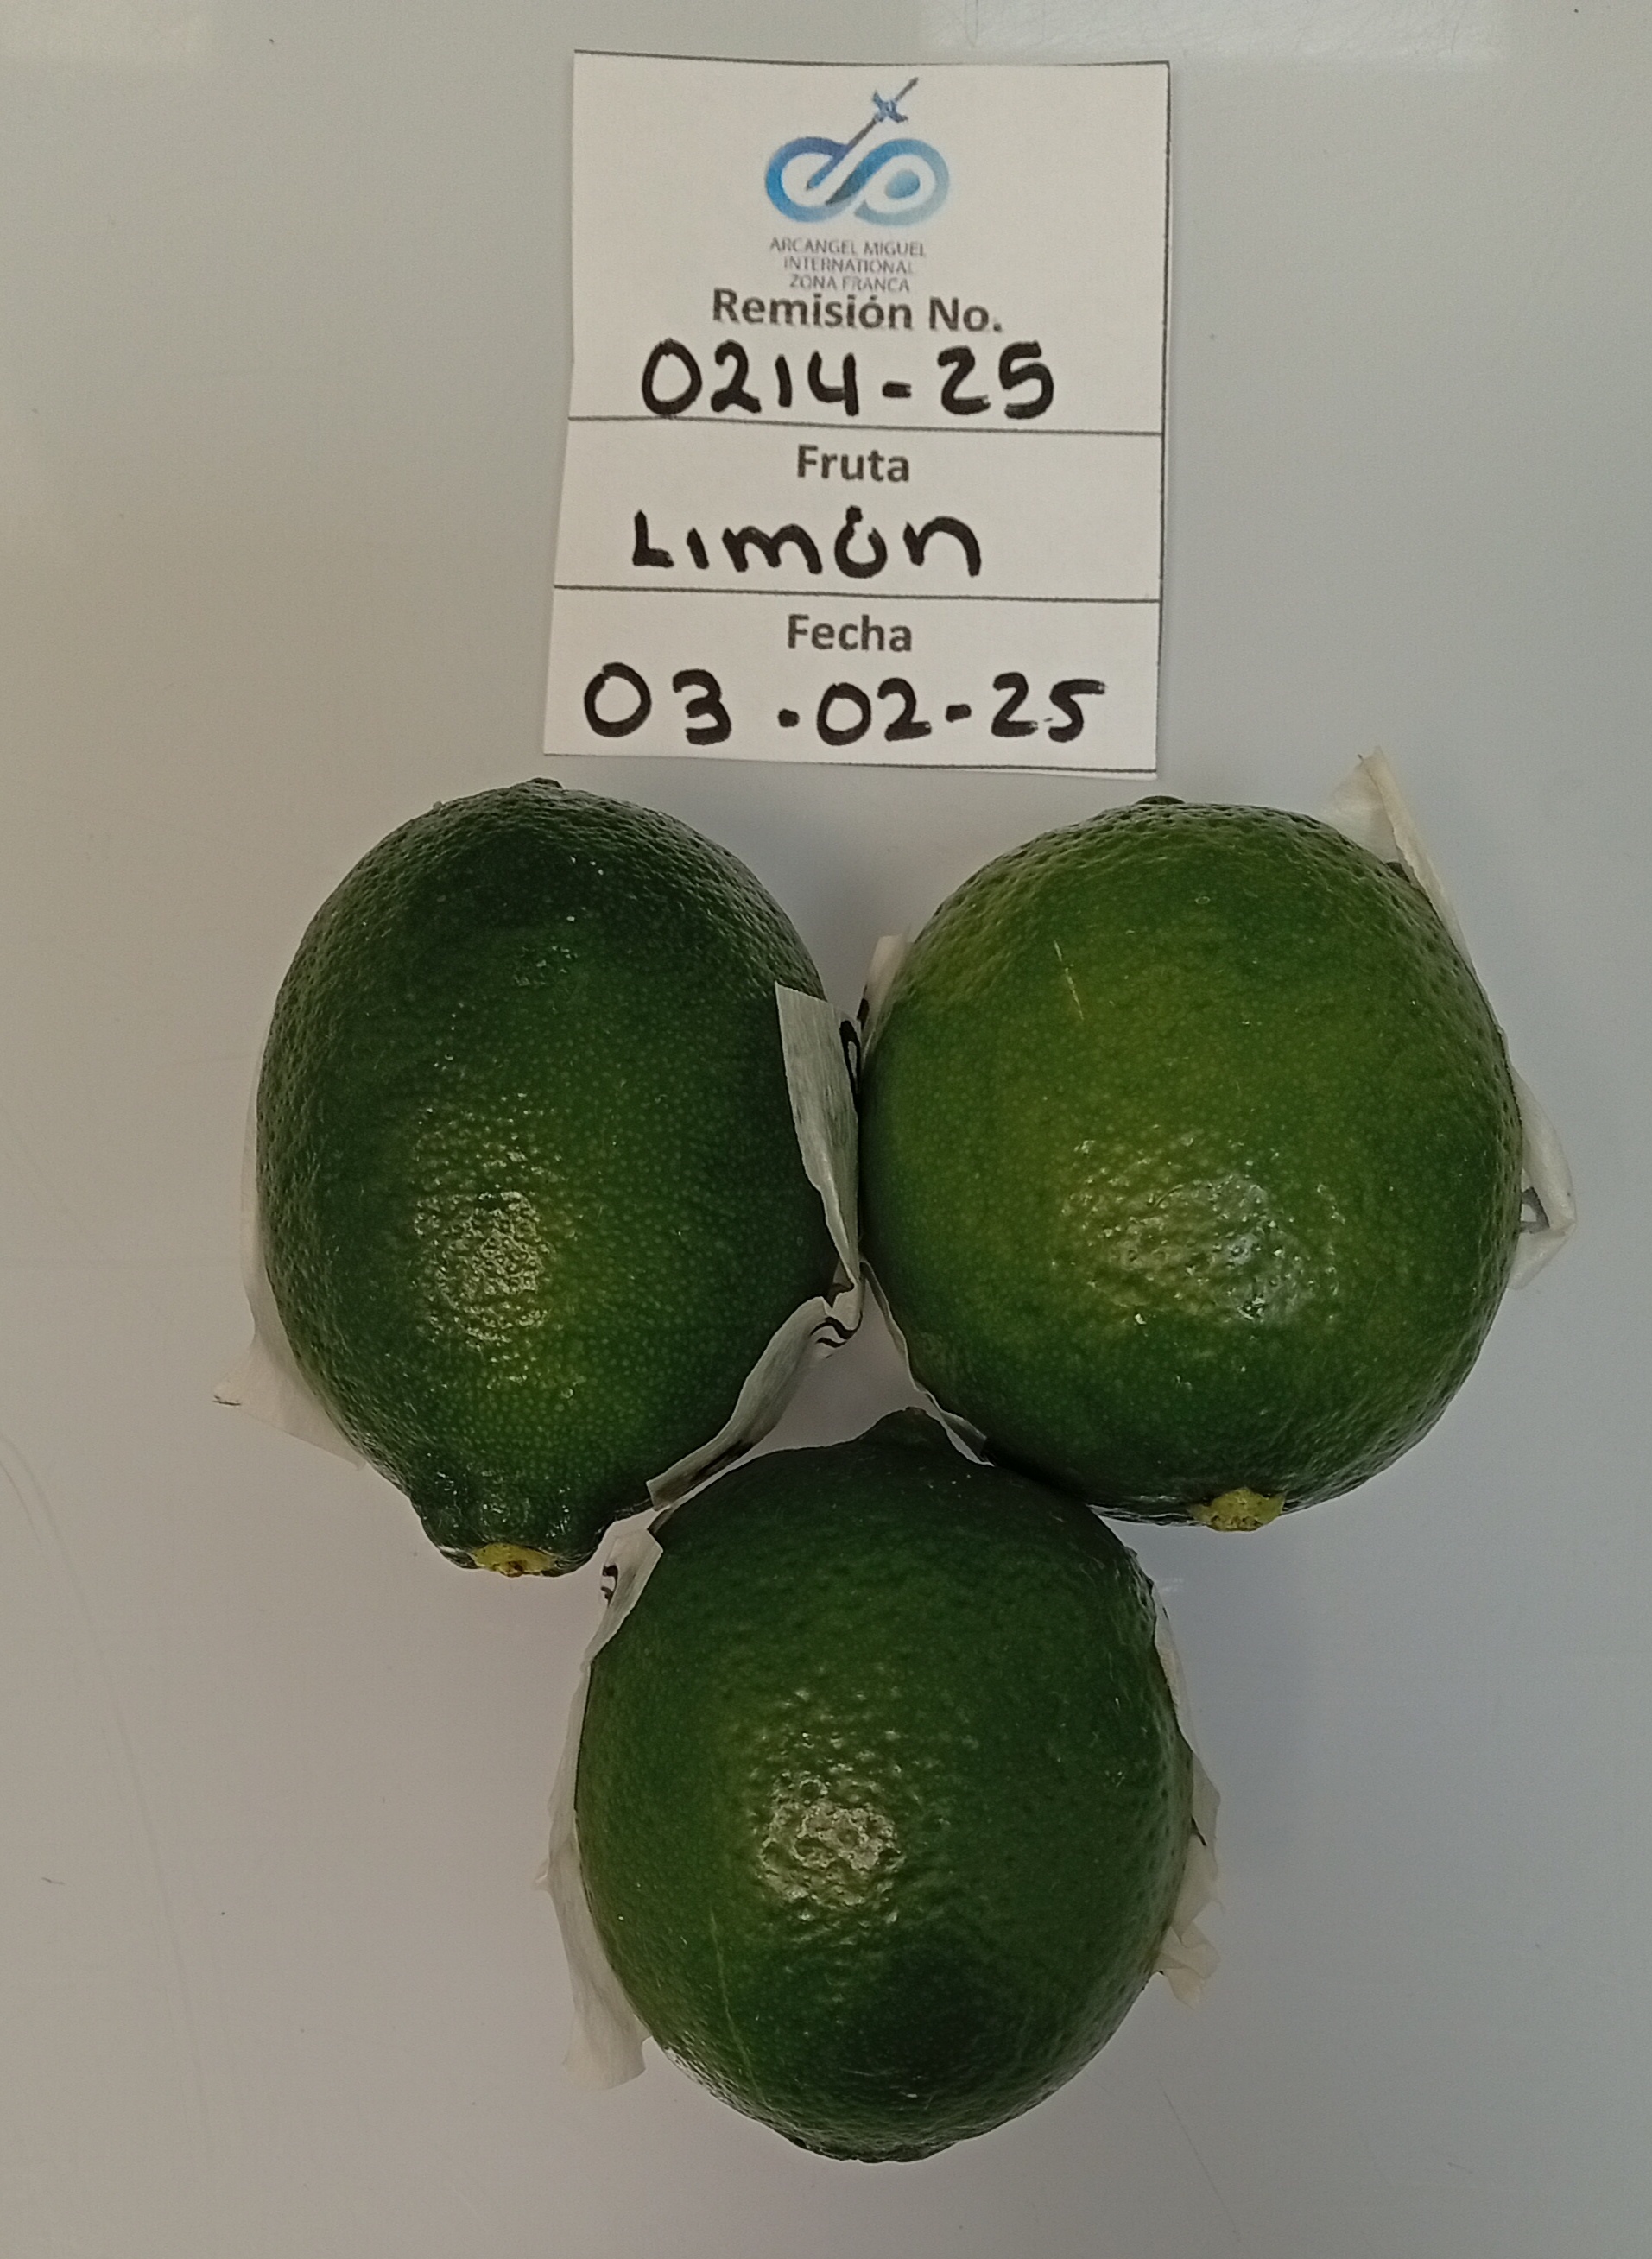 ARCANGEL MIGUEL
INTERNATIONAL
ZONA FRANCA
Remisión No.
0214-25
Fruta
Limón
Fecha
03-02-25